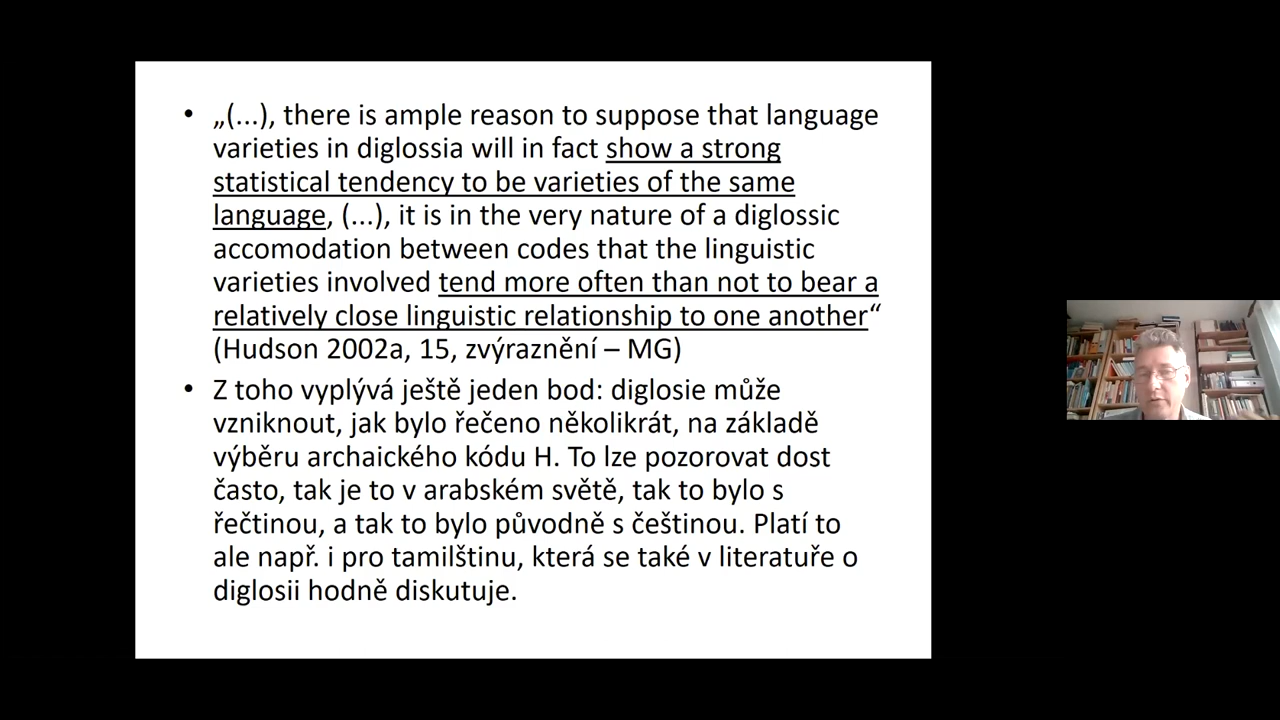 • „(...), there is ample reason to suppose that language
varieties in diglossia will in fact show a strong
statistical tendency to be varieties of the same
language, (...), it is in the very nature of a diglossic
accomodation between codes that the linguistic
varieties involved tend more often than not to bear a
relatively close linguistic relationship to one another“
(Hudson 2002a, 15, zvýraznění – MG)
• Z toho vyplývá ještě jeden bod: diglosie může
vzniknout, jak bylo řečeno několikrát, na základě
výběru archaického kódu H. To lze pozorovat dost
často, tak je to v arabském světě, tak to bylo s
řečtinou, a tak to bylo původně s češtinou. Platí to
ale např. i pro tamilštinu, která se také v literatuře o
diglosii hodně diskutuje.